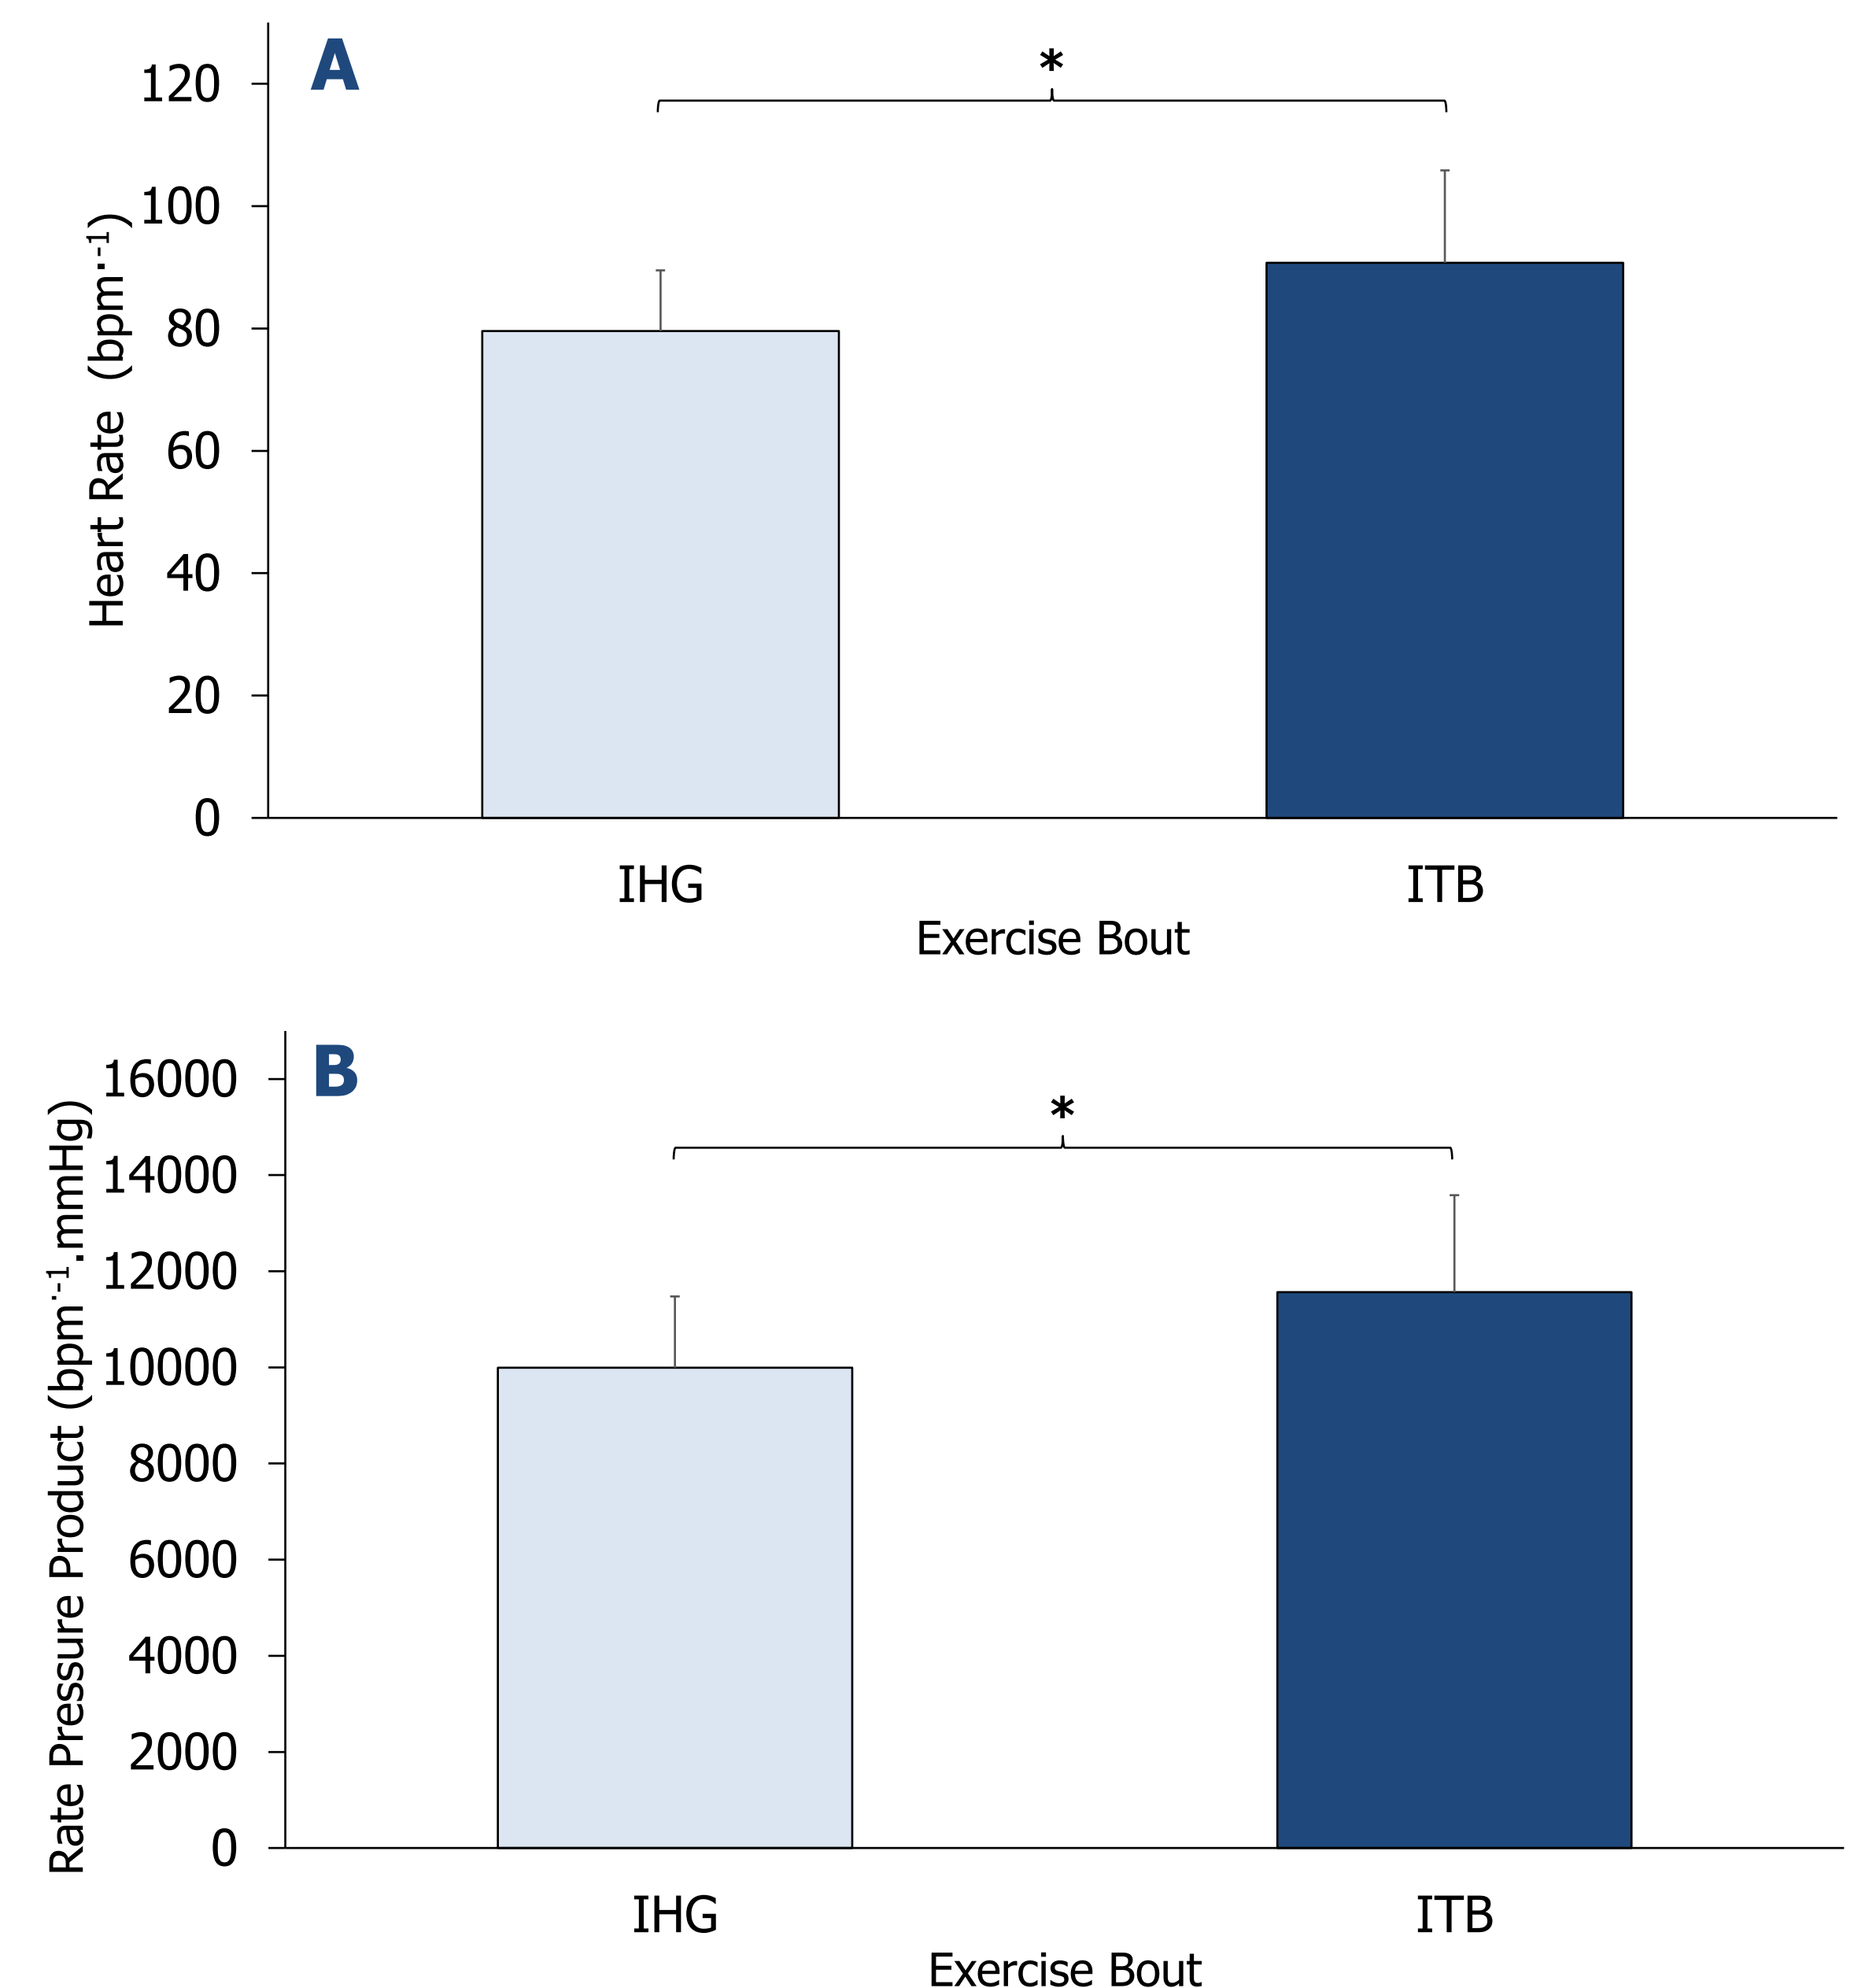 A
*
120
100
80
60
40
20
0
Heart Rate (bpm·⁻¹)
IHG ITB
Exercise Bout
B
*
16000
14000
12000
10000
8000
6000
4000
2000
0
Rate Pressure Product (bpm·⁻¹.mmHg)
IHG ITB
Exercise Bout